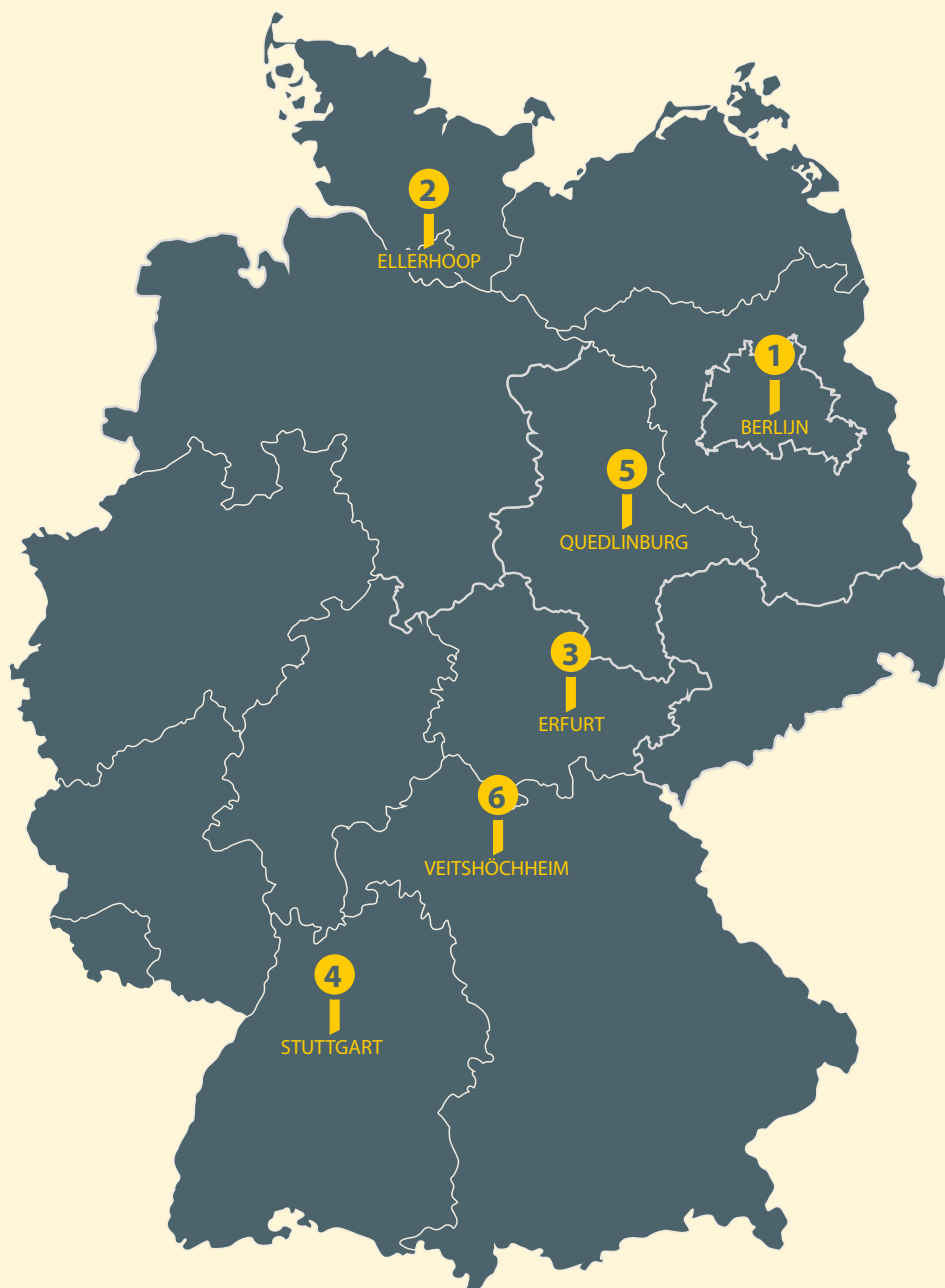 2
ELLERHOOP
1
BERLIJN
5
QUEDLINBURG
3
ERFURT
6
VEITSHÖCHHEIM
4
STUTTGART